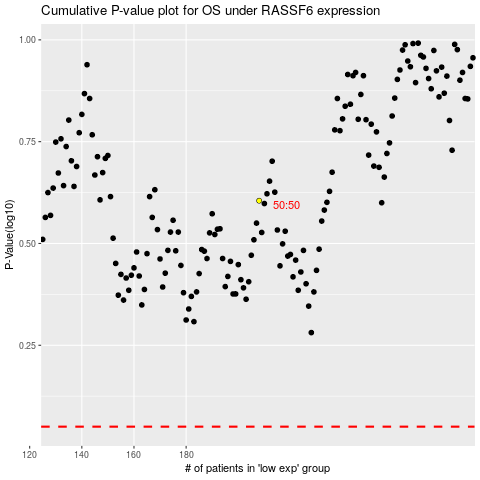 Cumulative P-value plot for OS under RASSF6 expression
P-Value(log10)
1.00
0.75
0.50
0.25
50:50
120 140 160 180
# of patients in 'low exp' group